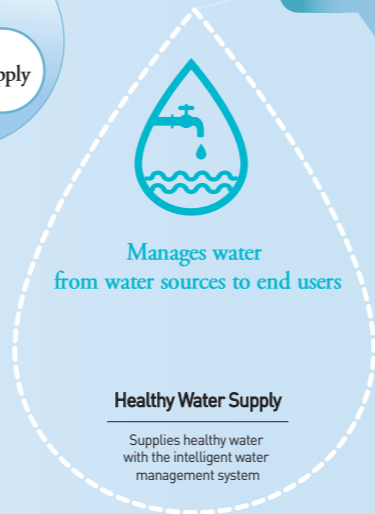 Manages water
from water sources to end users
Healthy Water Supply
Supplies healthy water
with the intelligent water
management system